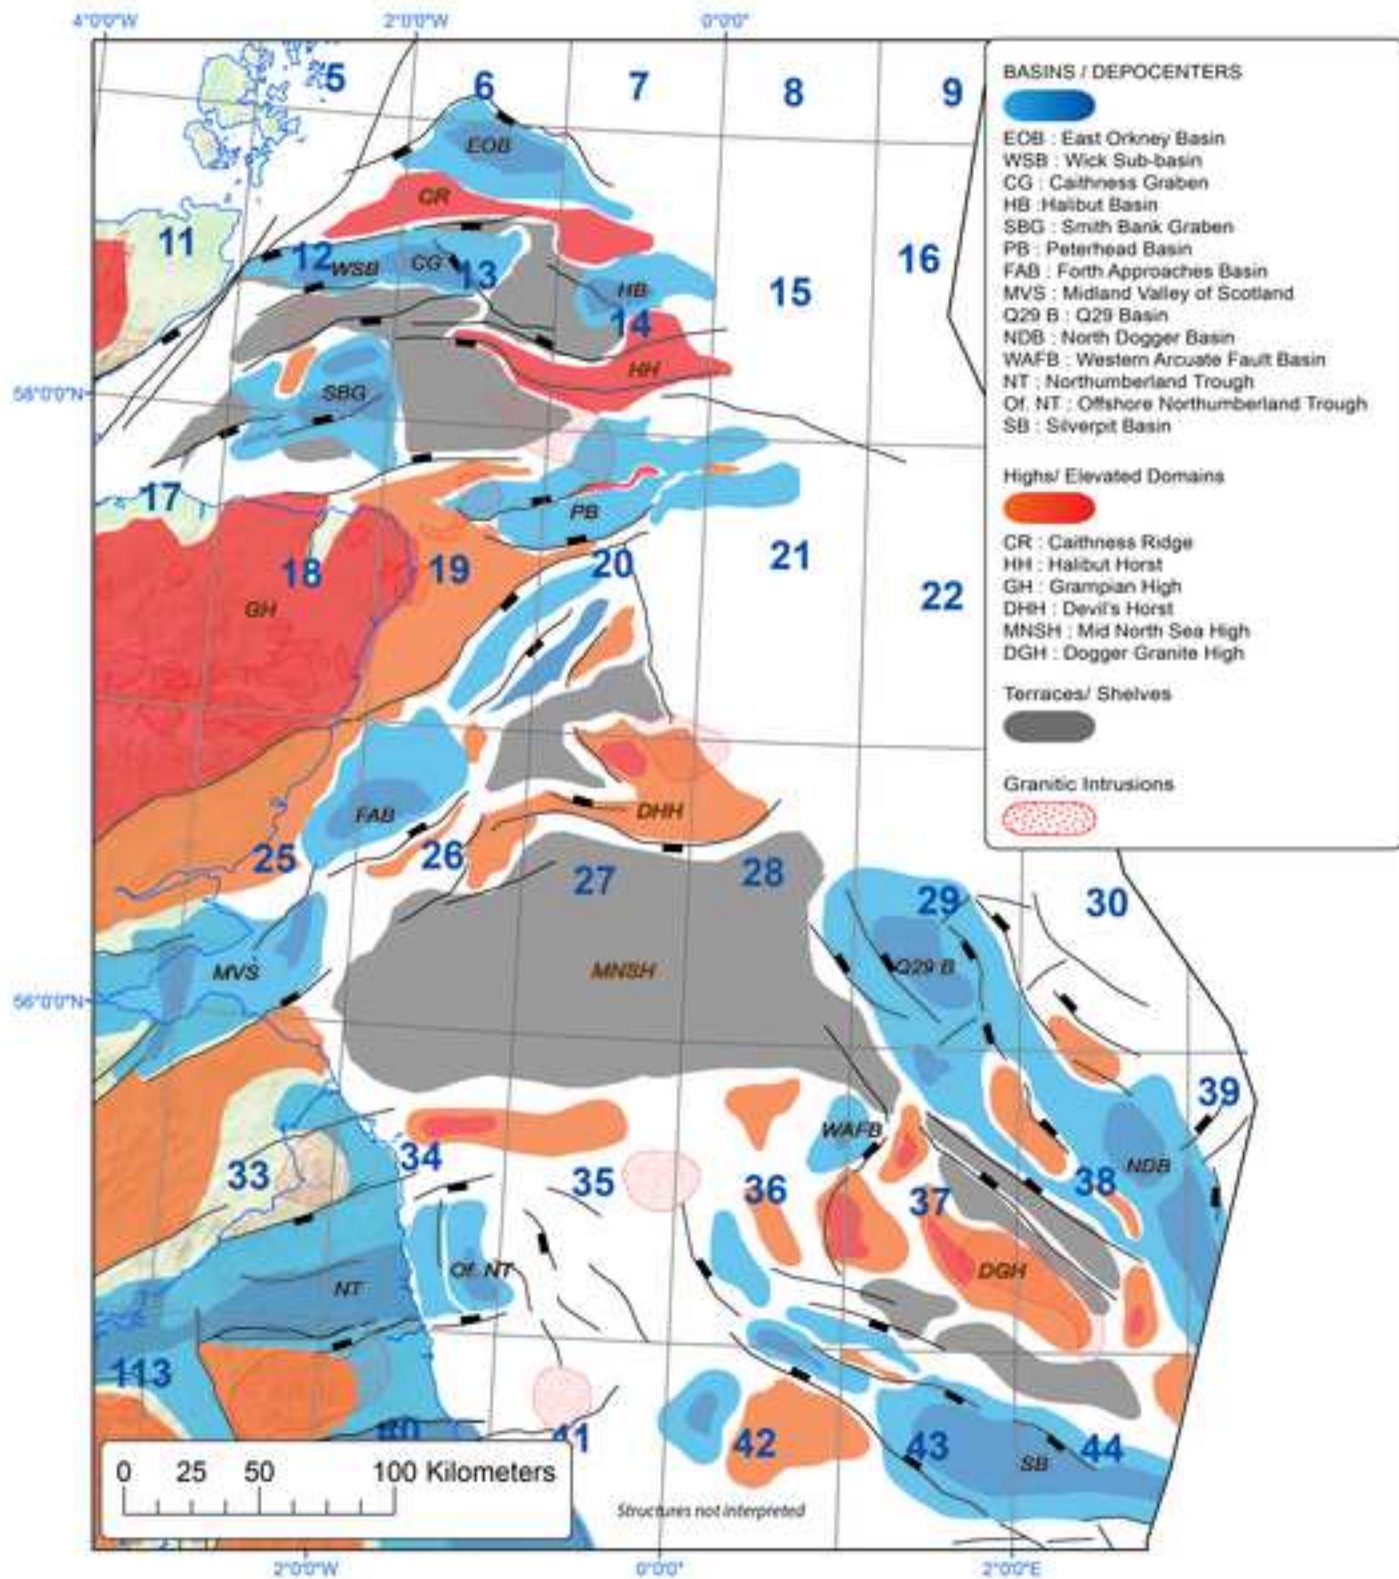 4°0'0"W 2°0'0"W 0°0'0"
5 6 7 8 9
EOB
CR
11 12 WSB CG 13 HB 14 15 16
HH
58°0'0"N
SBG
17
PB
18 19 20 21 22
GH
DHH
FAB
25 26 27 28 29 30
MVS MNSH Q29 B
56°0'0"N
WAFB NDB 39
33 34 35 36 37 38
NT Of. NT DGH
113
40 41 42 43 44
SB
0 25 50 100 Kilometers
Structures not interpreted
2°0'0"W 0°0'0" 2°0'0"E
BASINS / DEPOCENTERS
EOB : East Orkney Basin
WSB : Wick Sub-basin
CG : Caithness Graben
HB :Halibut Basin
SBG : Smith Bank Graben
PB : Peterhead Basin
FAB : Forth Approaches Basin
MVS : Midland Valley of Scotland
Q29 B : Q29 Basin
NDB : North Dogger Basin
WAFB : Western Arcuate Fault Basin
NT : Northumberland Trough
Of. NT : Offshore Northumberland Trough
SB : Silverpit Basin
Highs/ Elevated Domains
CR : Caithness Ridge
HH : Halibut Horst
GH : Grampian High
DHH : Devil's Horst
MNSH : Mid North Sea High
DGH : Dogger Granite High
Terraces/ Shelves
Granitic Intrusions